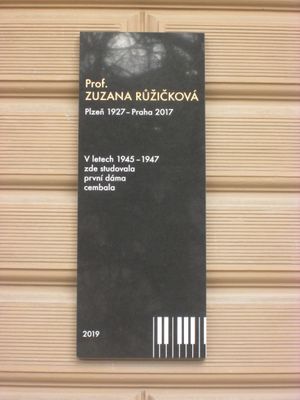 Prof.
ZUZANA RŮŽIČKOVÁ
Plzeň 1927 – Praha 2017
V letech 1945 – 1947
zde studovala
první dáma
cembala
2019